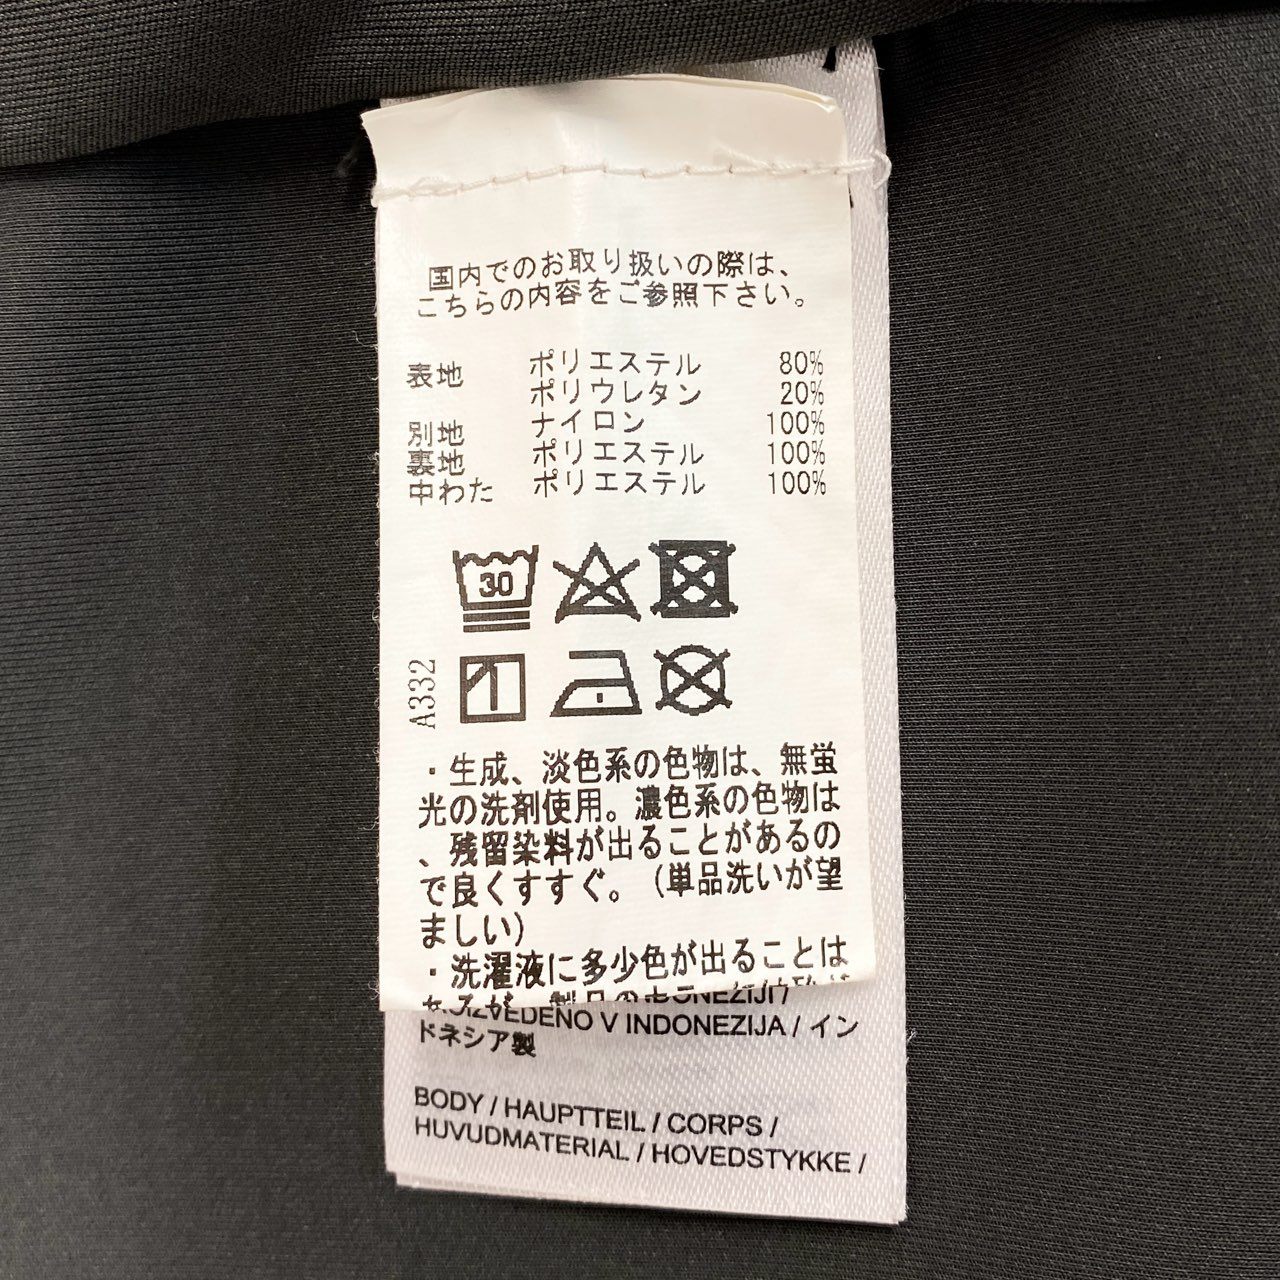 国内でのお取り扱いの際は、
こちらの内容をご参照下さい。
表地 ポリエステル 80%
ポリウレタン 20%
別地 ナイロン 100%
裏地 ポリエステル 100%
中わた ポリエステル 100%
30
A332
・生成、淡色系の色物は、無蛍
光の洗剤使用。濃色系の色物は
、残留染料が出ることがあるの
で良くすすぐ。(単品洗いが望
ましい)
・洗濯液に多少色が出ることは
V INDONEZIJA / イン
ドネシア製
BODY / HAUPTTEIL / CORPS /
HUVUDMATERIAL / HOVEDSTYKKE /